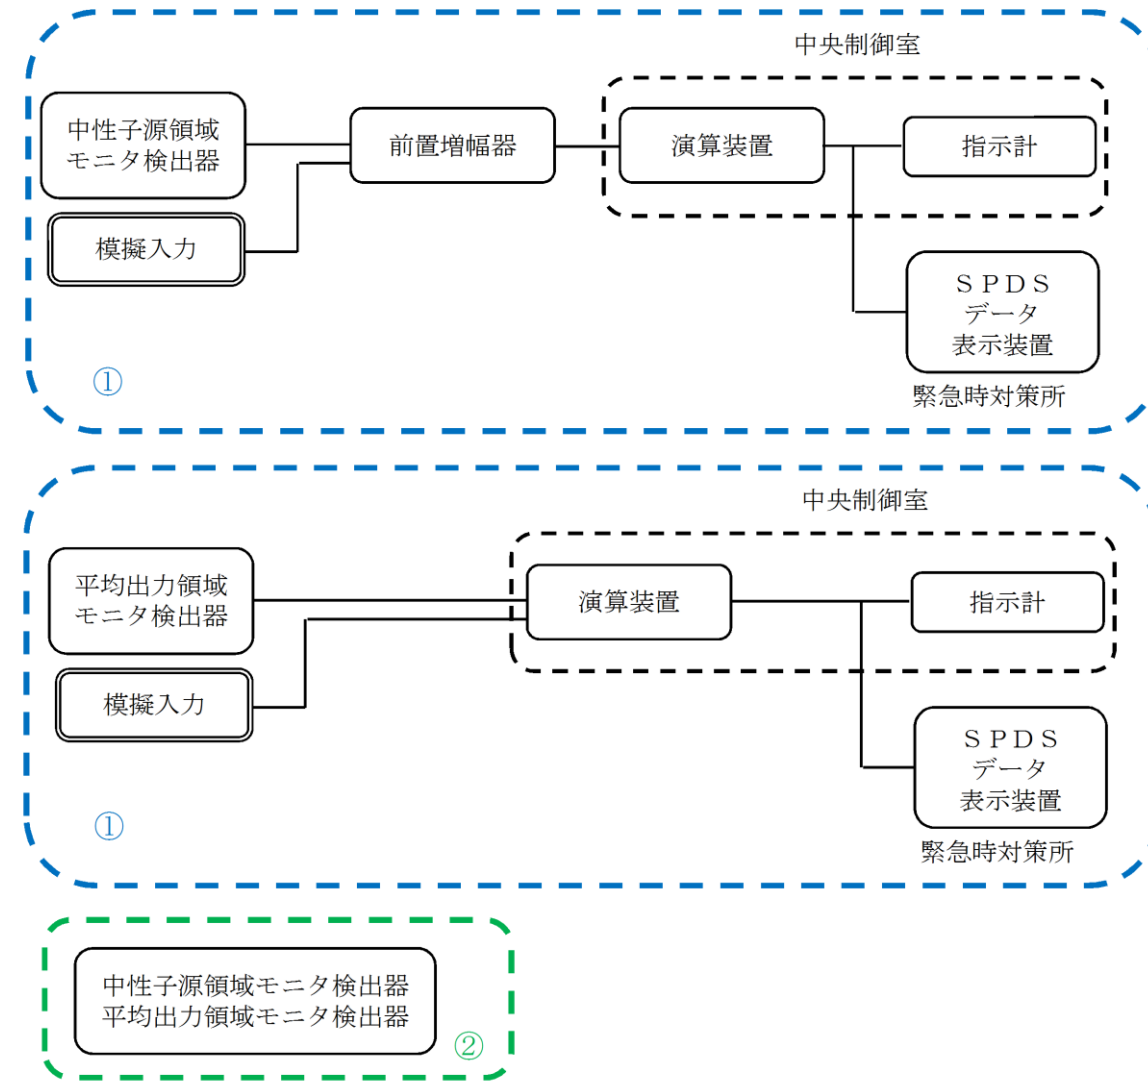 中央制御室
中性子源領域
モニタ検出器
前置増幅器
演算装置
指示計
模擬入力
ＳＰＤＳ
データ
表示装置
①
緊急時対策所
中央制御室
平均出力領域
モニタ検出器
演算装置
指示計
模擬入力
ＳＰＤＳ
データ
表示装置
①
緊急時対策所
中性子源領域モニタ検出器
平均出力領域モニタ検出器
②